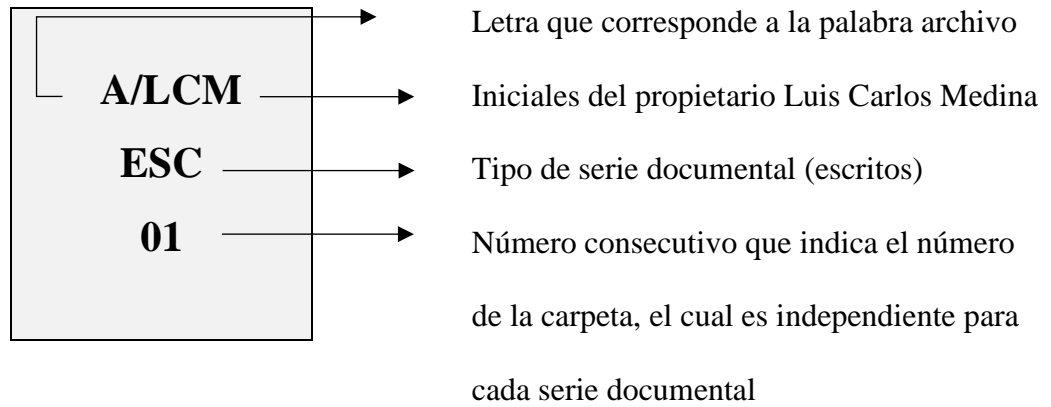 A/LCM
ESC
01
Letra que corresponde a la palabra archivo
Iniciales del propietario Luis Carlos Medina
Tipo de serie documental (escritos)
Número consecutivo que indica el número
de la carpeta, el cual es independiente para
cada serie documental